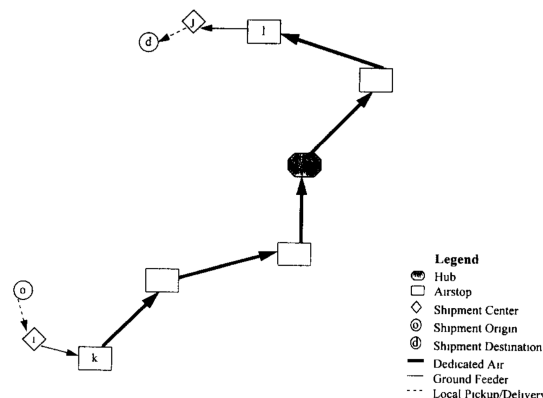 J
l
d
o
i
k
Legend
Hub
Airstop
Shipment Center
o Shipment Origin
d Shipment Destination
Dedicated Air
Ground Feeder
Local Pickup/Delivery